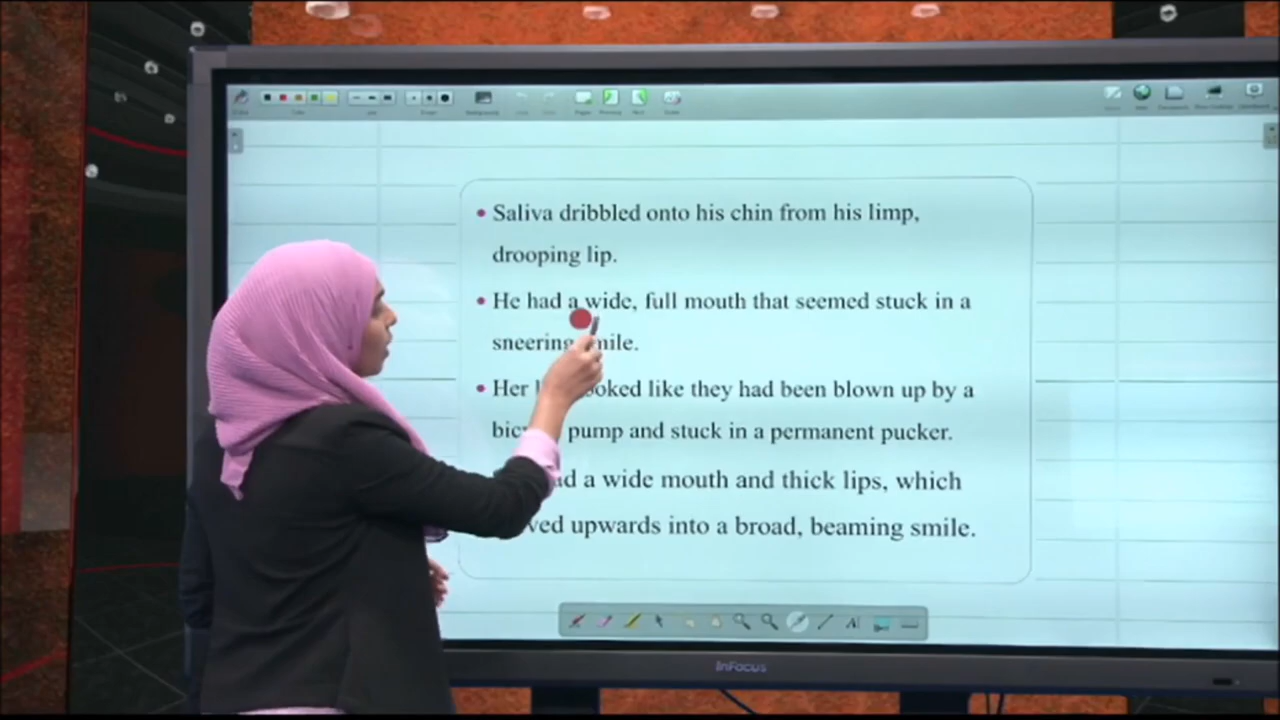 • Saliva dribbled onto his chin from his limp,
drooping lip.
• He had a wide, full mouth that seemed stuck in a
sneering
• Her looked like they had been blown up by a
pump and stuck in a permanent pucker.
a wide mouth and thick lips, which
upwards into a broad, beaming smile.
InFocus